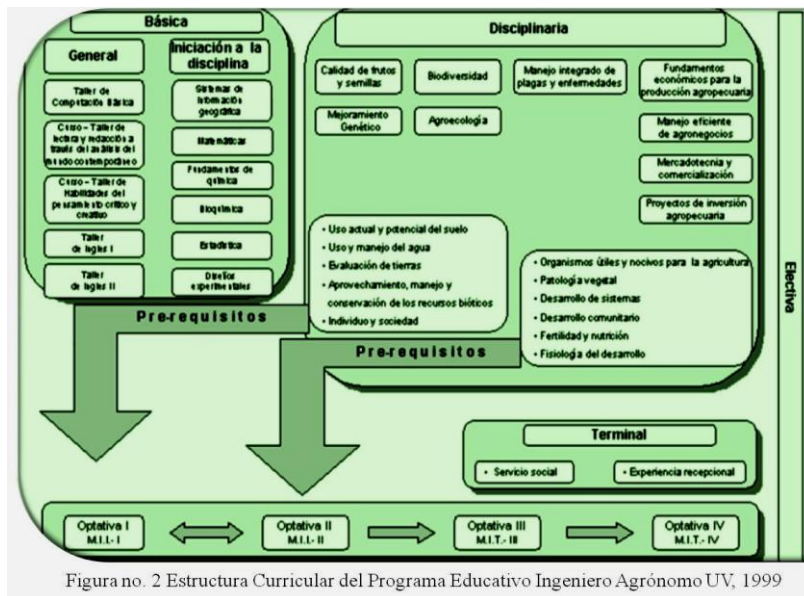 Básica
General
Iniciación a la
disciplina
Taller de
Computación Básica
Curso - Taller de
lectura y redacción a
través del análisis del
mundo contemporáneo
Curso - Taller de
Habilidades del
pensamiento crítico y
creativo
Taller
de Ingles I
Taller
de Ingles II
Sistemas de
Información
geográfica
Matemáticas
Fundamentos de
química
Bioquímica
Estadística
Diseños
experimentales
Disciplinaria
Calidad de frutos
y semillas
Biodiversidad
Manejo integrado de
plagas y enfermedades
Fundamentos
económicos para la
producción agropecuaria
Mejoramiento
Genético
Agroecología
Manejo eficiente
de agronegocios
Mercadotecnia y
comercialización
Proyectos de inversión
agropecuaria
• Uso actual y potencial del suelo
• Uso y manejo del agua
• Evaluación de tierras
• Aprovechamiento, manejo y
conservación de los recursos bióticos
• Individuo y sociedad
• Organismos útiles y nocivos para la agricultura
• Patología vegetal
• Desarrollo de sistemas
• Desarrollo comunitario
• Fertilidad y nutrición
• Fisiología del desarrollo
Electiva
Pre-requisitos
Pre-requisitos
Terminal
• Servicio social
• Experiencia recepcional
Optativa I
M.I.I.- I
Optativa II
M.I.I.- II
Optativa III
M.I.T.- III
Optativa IV
M.I.T.- IV
Figura no. 2 Estructura Curricular del Programa Educativo Ingeniero Agrónomo UV, 1999